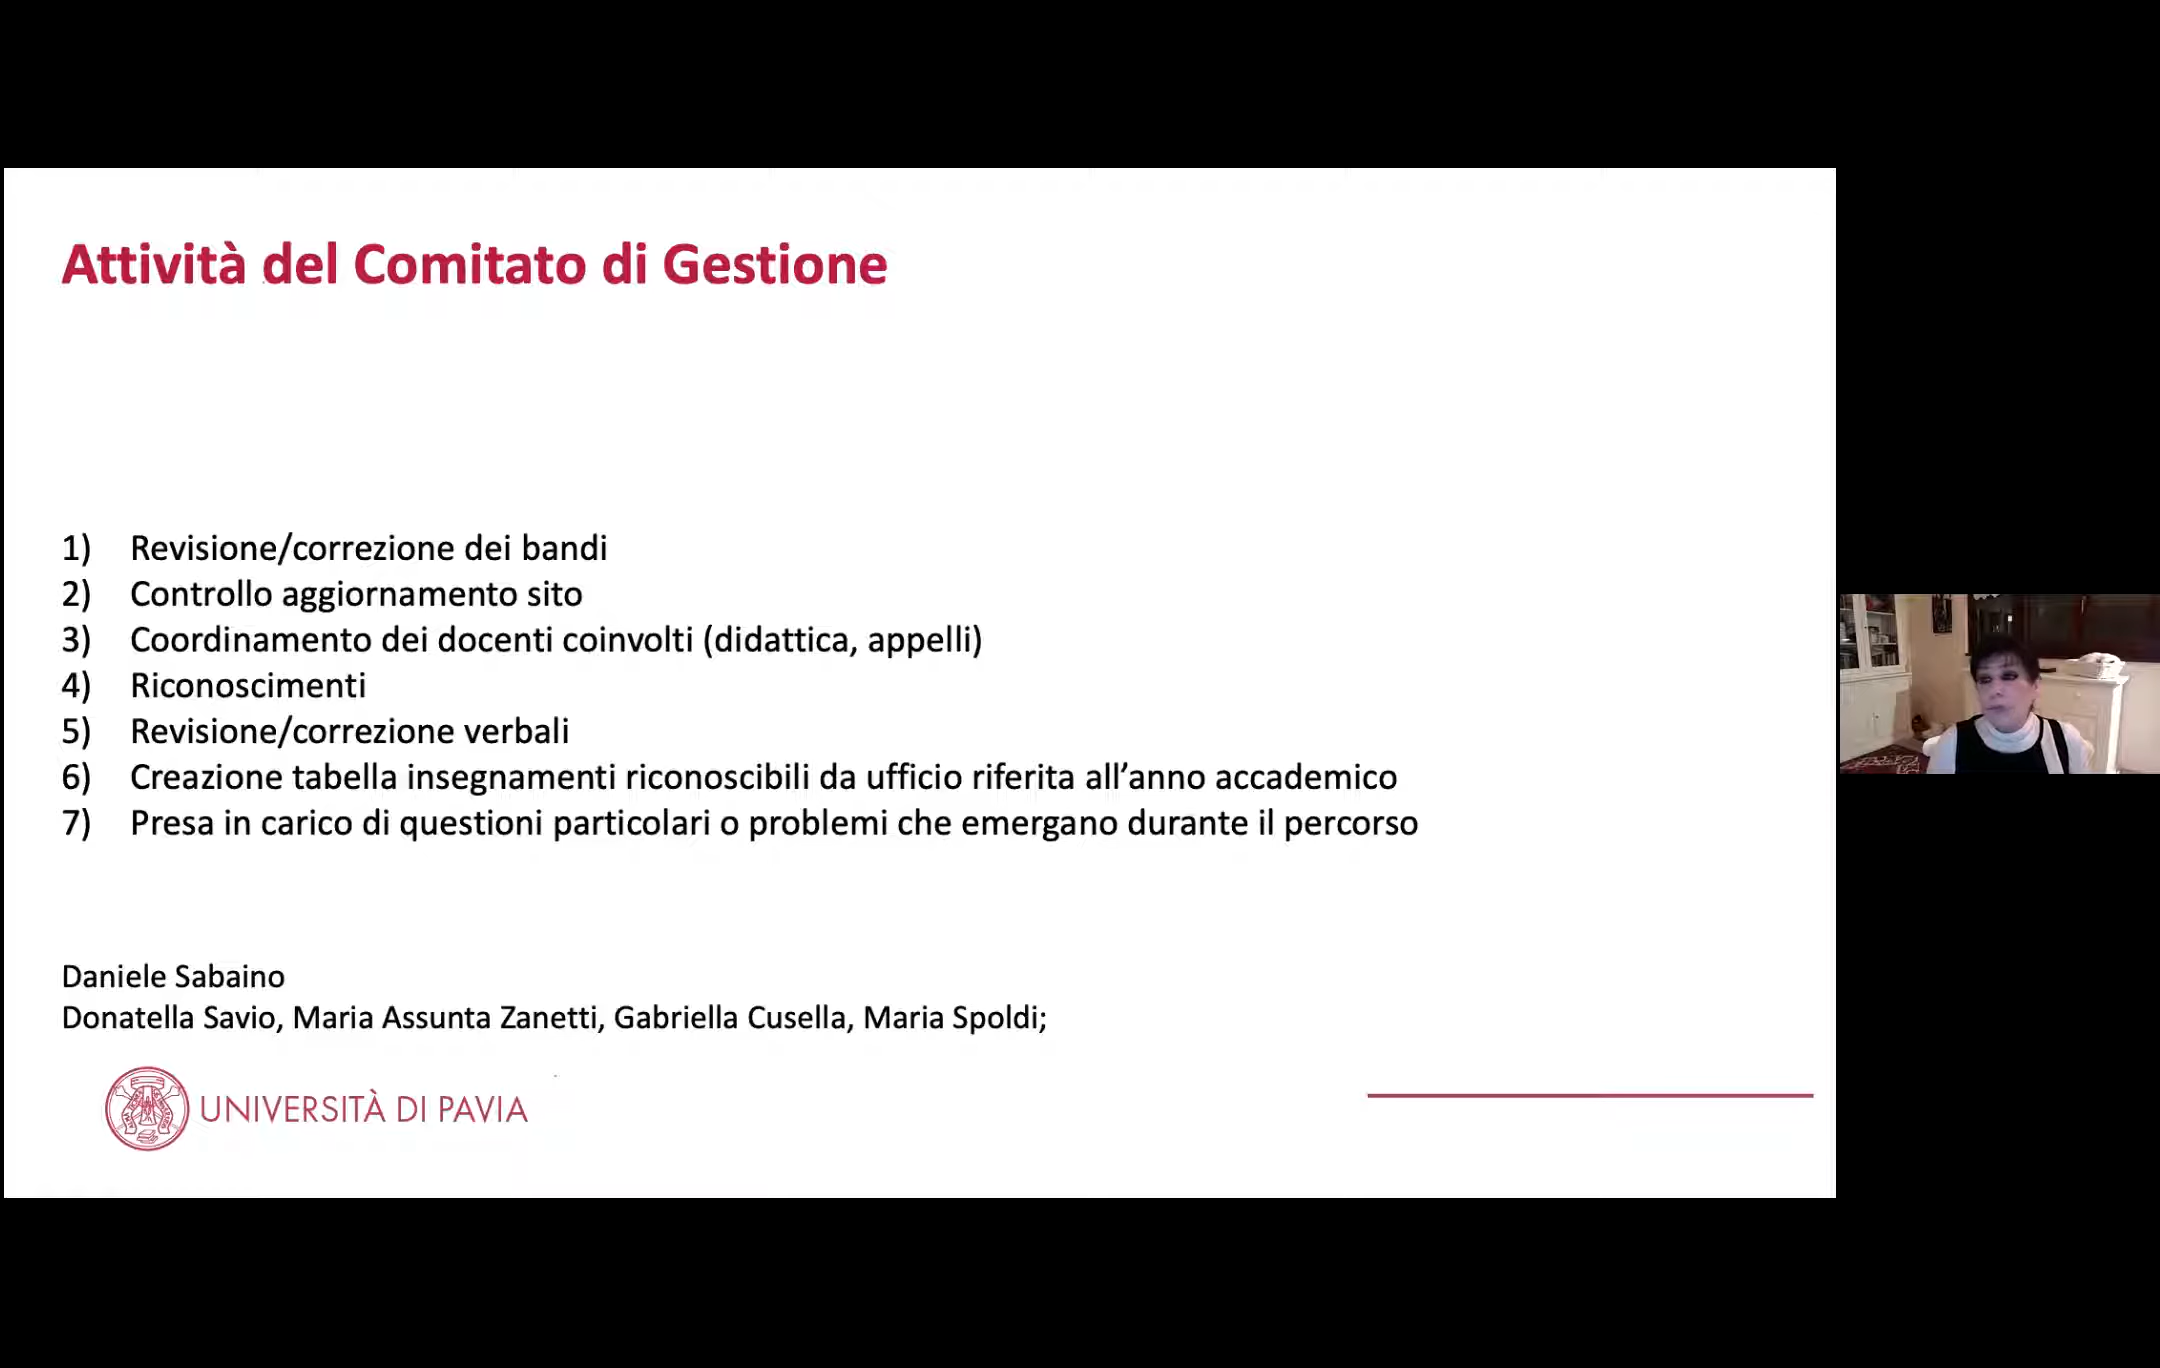 Attività del Comitato di Gestione
1) Revisione/correzione dei bandi
2) Controllo aggiornamento sito
3) Coordinamento dei docenti coinvolti (didattica, appelli)
4) Riconoscimenti
5) Revisione/correzione verbali
6) Creazione tabella insegnamenti riconoscibili da ufficio riferita all’anno accademico
7) Presa in carico di questioni particolari o problemi che emergano durante il percorso
Daniele Sabaino
Donatella Savio, Maria Assunta Zanetti, Gabriella Cusella, Maria Spoldi;
UNIVERSITÀ DI PAVIA